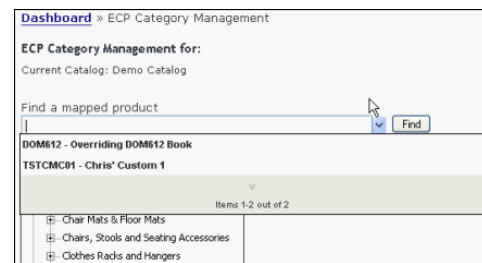 Dashboard » ECP Category Management
ECP Category Management for:
Current Catalog: Demo Catalog
Find a mapped product
Find
DOM612 - Overriding DOM612 Book
TSTCMC01 - Chris' Custom 1
Items 1-2 out of 2
Chair Mats & Floor Mats
Chairs, Stools and Seating Accessories
Clothes Racks and Hangers